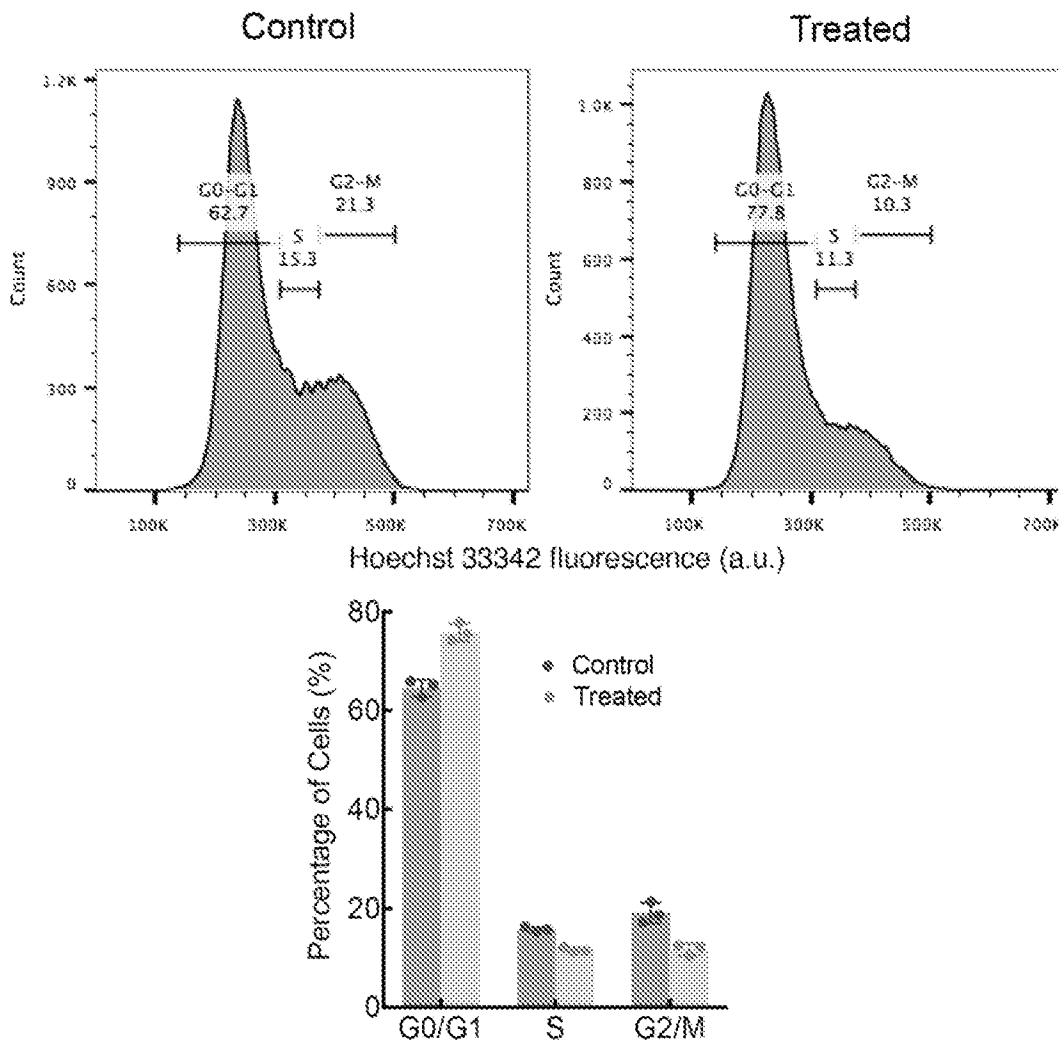 Control
Treated
1.2K
900
600
300
0
Count
G0-G1
62.7
S
15.3
G2-M
21.3
100K 300K 500K 700K
1.0K
800
600
400
200
0
Count
G0-G1
77.8
S
11.3
G2-M
10.3
100K 300K 500K 700K
Hoechst 33342 fluorescence (a.u.)
80
60
40
20
0
Percentage of Cells (%)
Control
Treated
G0/G1 S G2/M